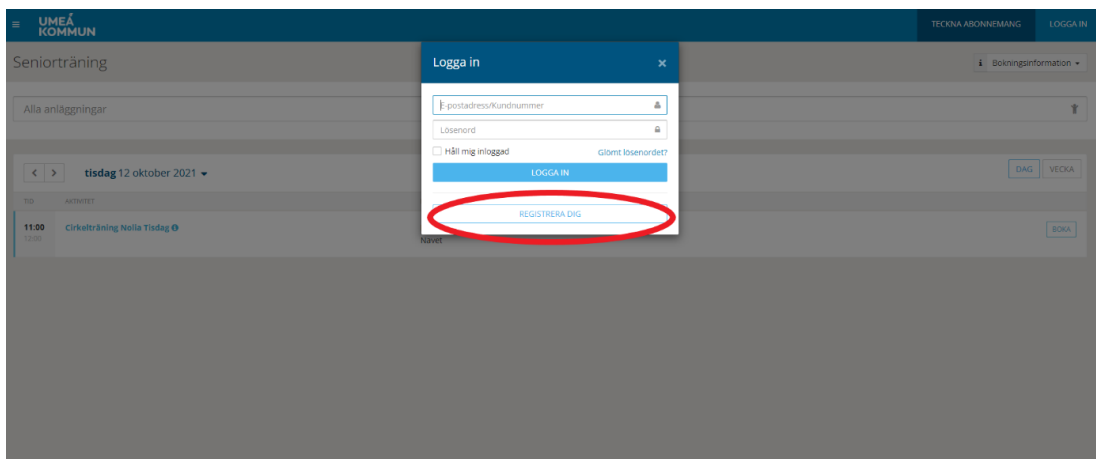 UMEÅ
KOMMUN
TECKNA ABONNEMANG
LOGGA IN
Seniorträning
Bokningsinformation
Logga in
Alla anläggningar
E-postadress/Kundnummer
Lösenord
Håll mig inloggad
Glömt lösenordet?
LOGGA IN
REGISTRERA DIG
tisdag 12 oktober 2021
DAG
VECKA
TID
AKTIVITET
11:00
Cirkelträning Nolia Tisdag
BOKA
12:00
Navet